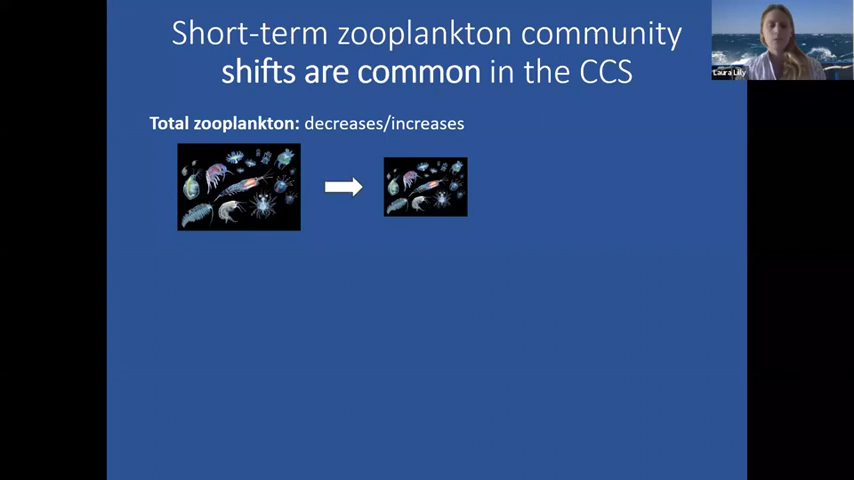 Short-term zooplankton community
shifts are common in the CCS
Laura Lilly
Total zooplankton: decreases/increases